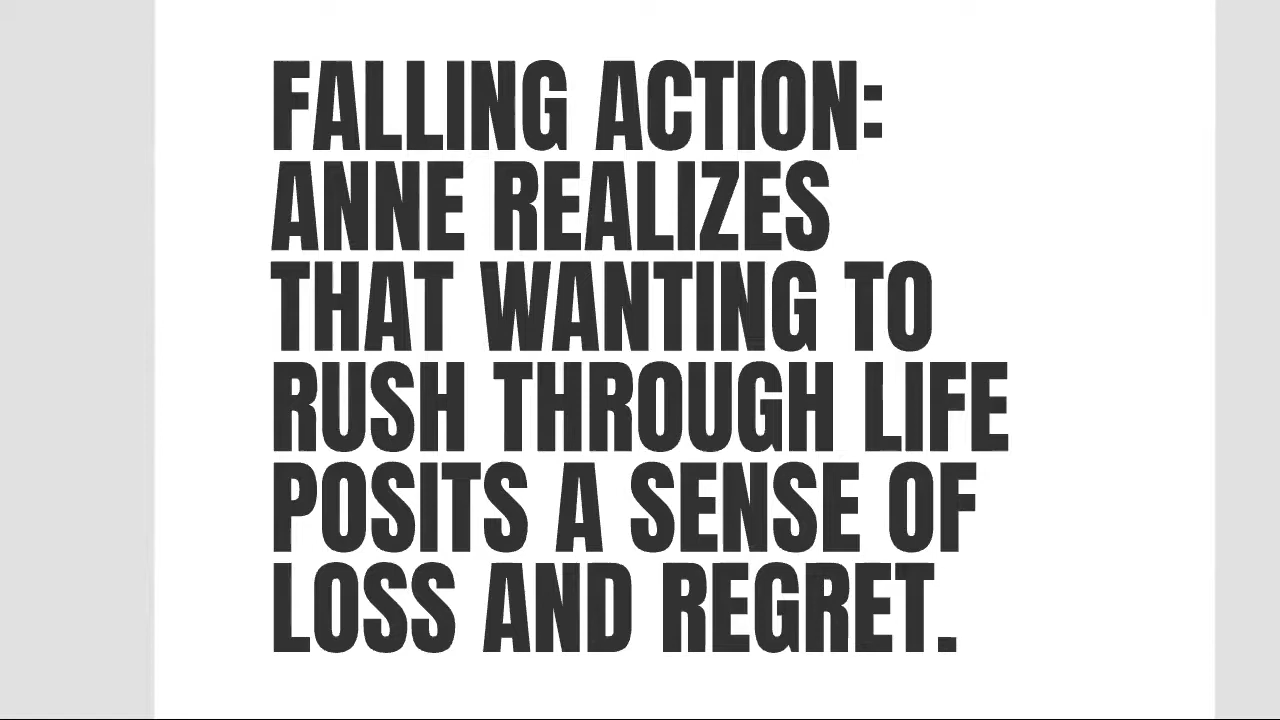 FALLING ACTION:
ANNE REALIZES
THAT WANTING TO
RUSH THROUGH LIFE
POSITS A SENSE OF
LOSS AND REGRET.